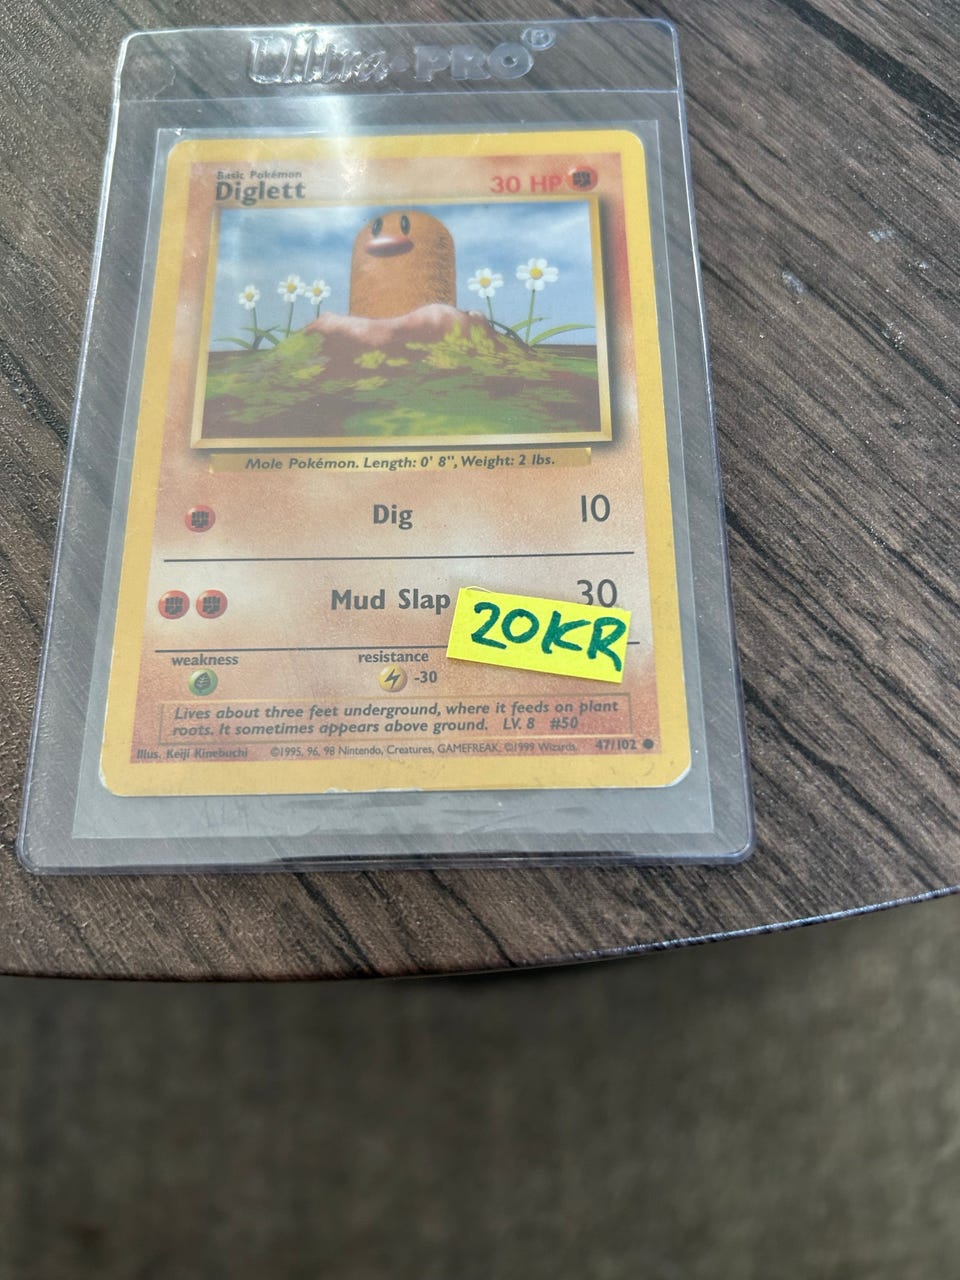 Ultra·PRO®
Basic Pokémon
Diglett 30 HP
Mole Pokémon. Length: 0' 8", Weight: 2 lbs.
Dig 10
Mud Slap 30
20KR
weakness resistance
-30
Lives about three feet underground, where it feeds on plant
roots. It sometimes appears above ground. LV. 8 #50
Illus. Keiji Kinebuchi ©1995, 96, 98 Nintendo, Creatures, GAMEFREAK. ©1999 Wizards. 47/102